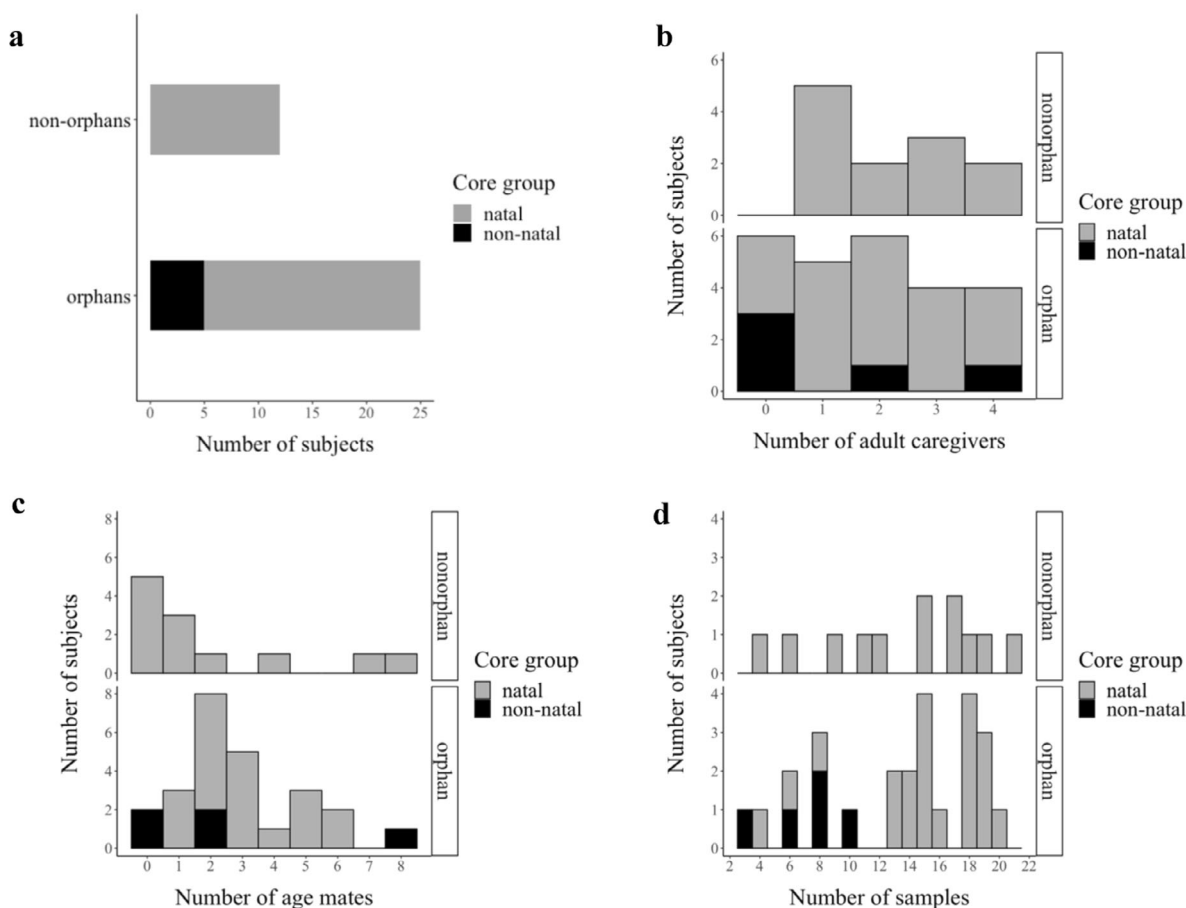 a
non-orphans
orphans
0 5 10 15 20 25
Number of subjects
Core group
natal
non-natal
b
Number of subjects
6
4
2
0
nonorphan
6
4
2
0
orphan
0 1 2 3 4
Number of adult caregivers
Core group
natal
non-natal
c
Number of subjects
8
6
4
2
0
nonorphan
8
6
4
2
0
orphan
0 1 2 3 4 5 6 7 8
Number of age mates
Core group
natal
non-natal
d
Number of subjects
4
3
2
1
0
nonorphan
4
3
2
1
0
orphan
2 4 6 8 10 12 14 16 18 20 22
Number of samples
Core group
natal
non-natal